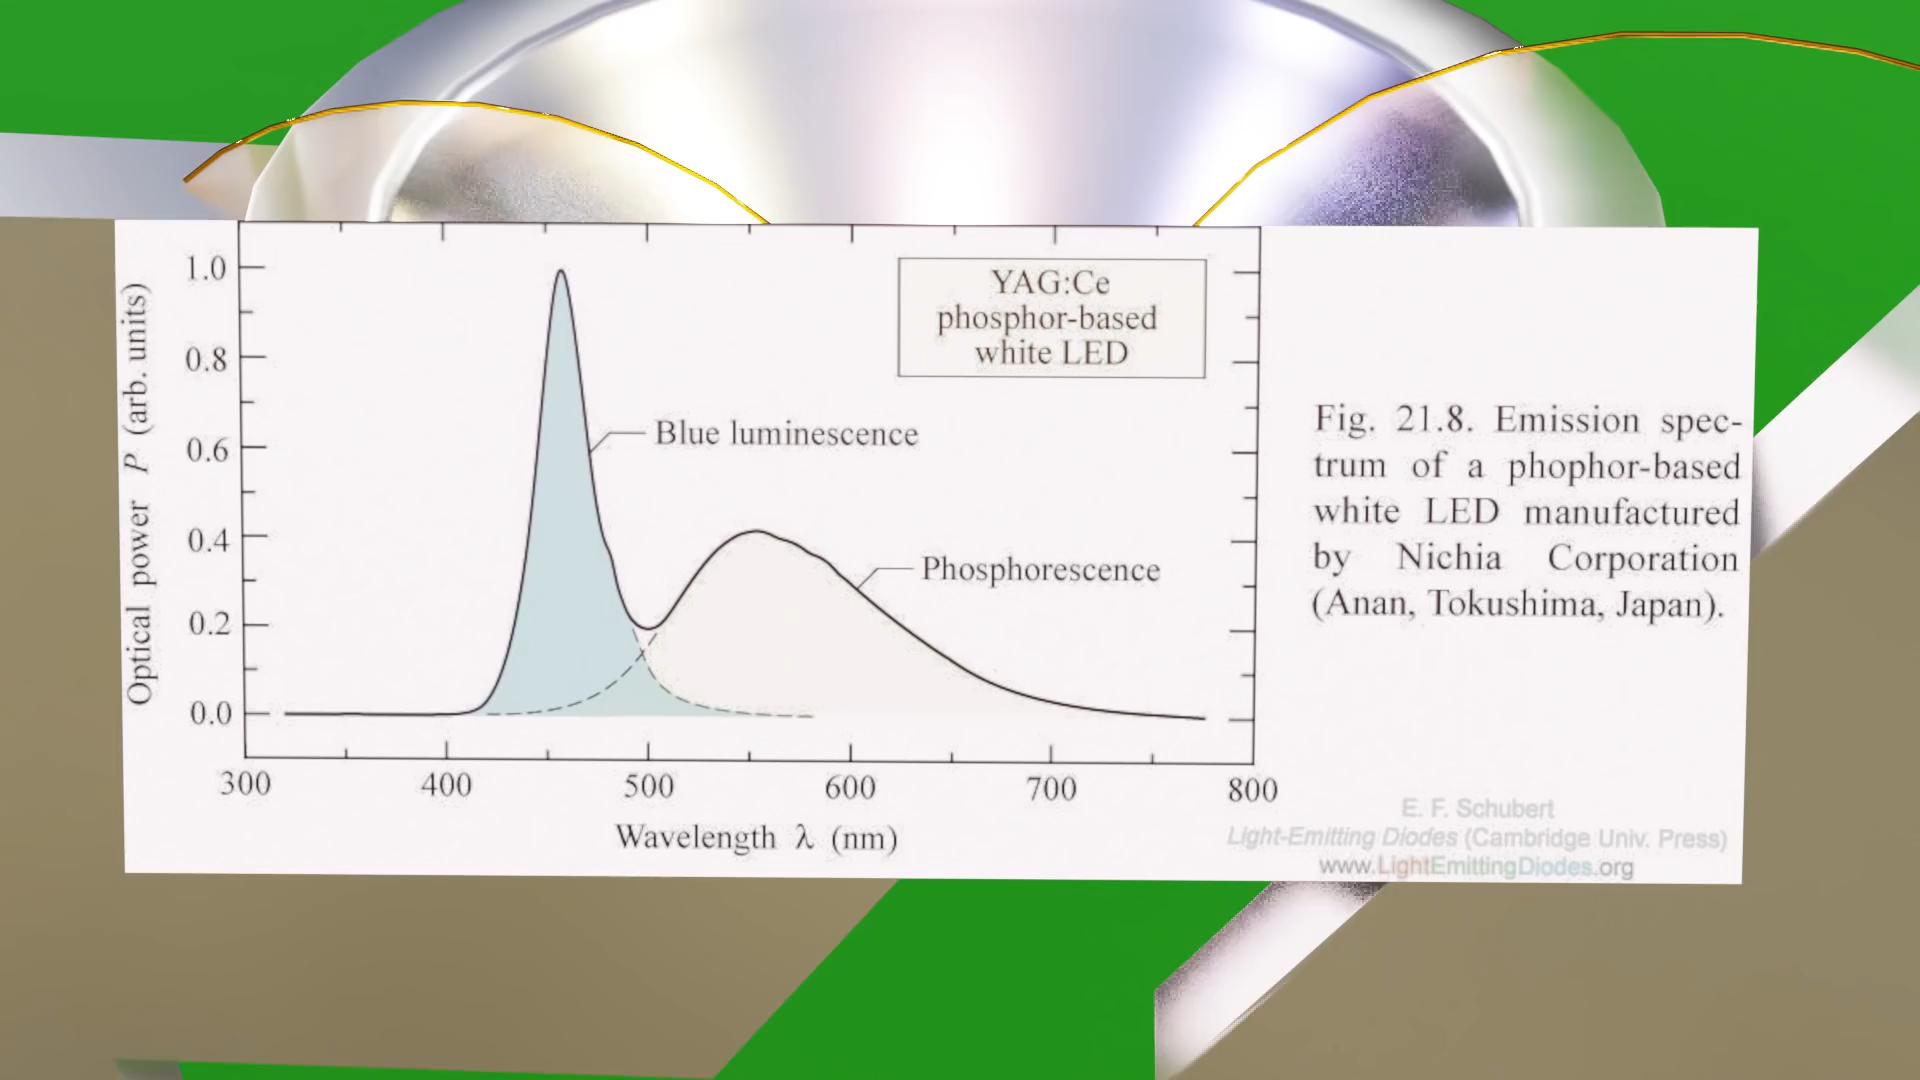 1.0
0.8
0.6
0.4
0.2
0.0
Optical power P (arb. units)
YAG:Ce
phosphor-based
white LED
Blue luminescence
Phosphorescence
300 400 500 600 700 800
Wavelength λ (nm)
Fig. 21.8. Emission spec-
trum of a phophor-based
white LED manufactured
by Nichia Corporation
(Anan, Tokushima, Japan).
E. F. Schubert
Light-Emitting Diodes (Cambridge Univ. Press)
www.LightEmittingDiodes.org